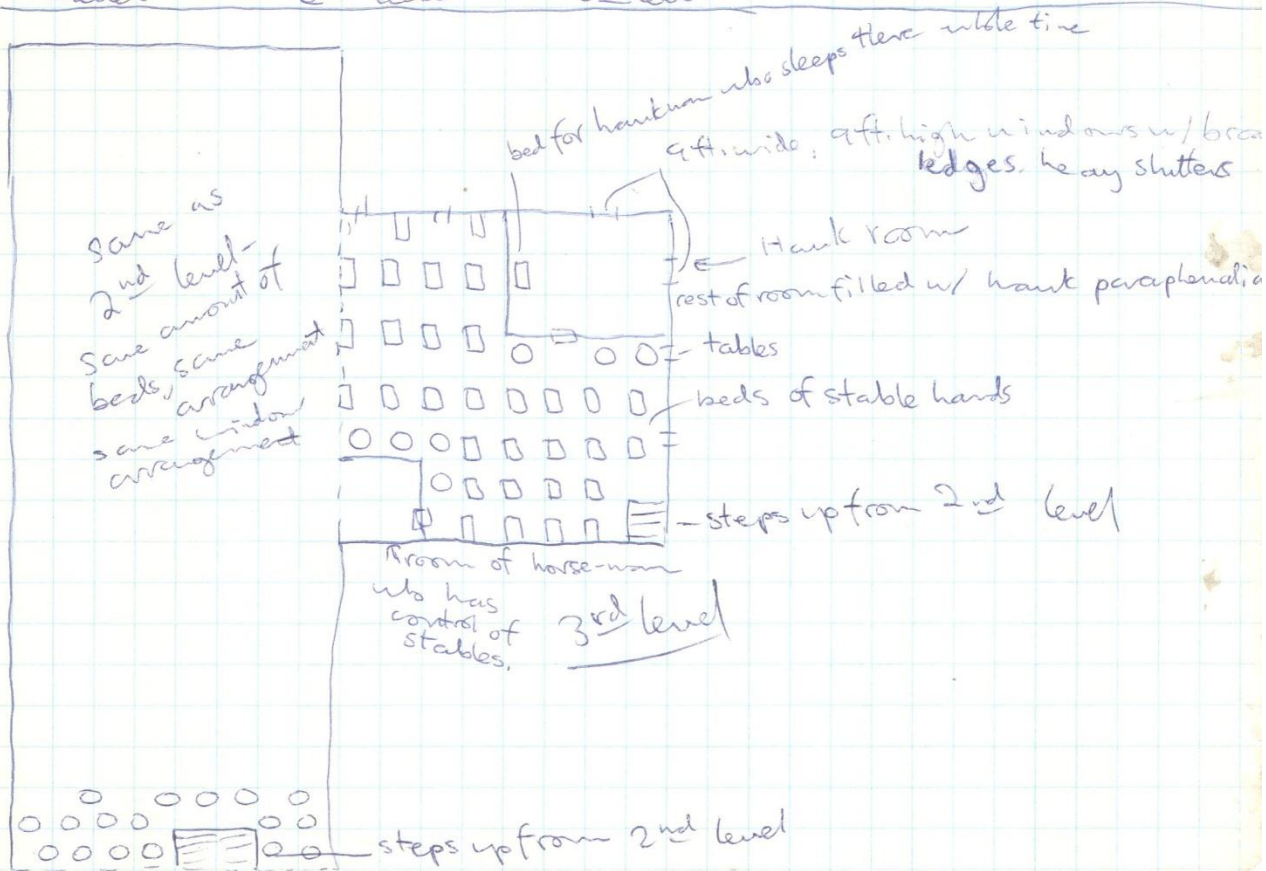 bed for hawkman who sleeps there whole time
4ft. wide, 4ft. high windows w/
ledges. heavy shutters
Hawk room
rest of room filled w/ hawk paraphenalia
tables
beds of stable hands
same as
2nd level -
same amount of
beds, same
arrangement
same window
arrangement
steps up from 2nd level
room of horse-man
who has
control of
stables.
3rd level
steps up from 2nd level